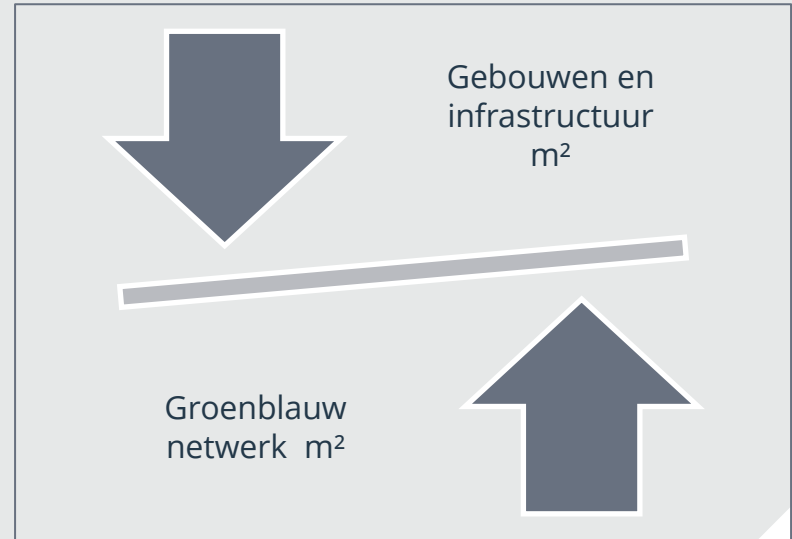 Gebouwen en
infrastructuur
m²
Groenblauw
netwerk m²